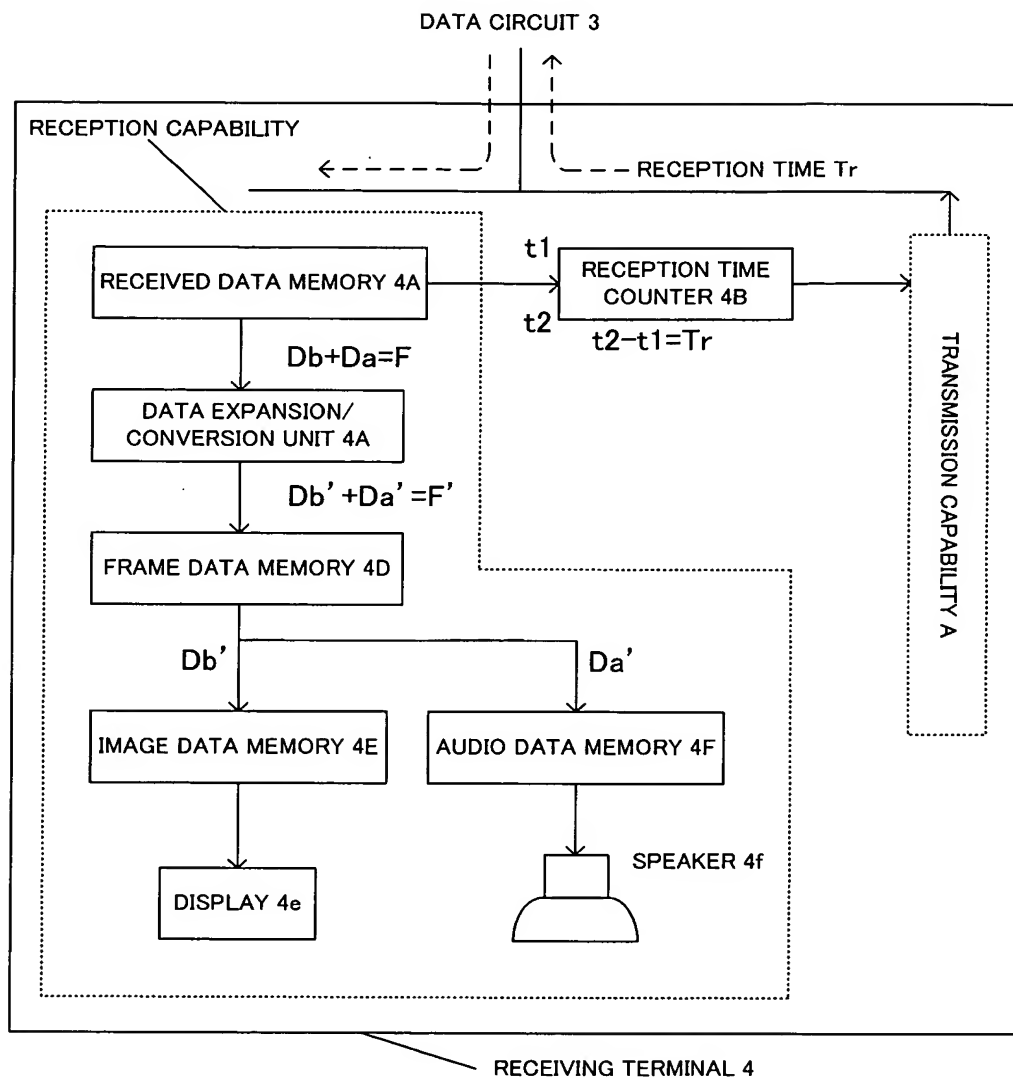 DATA CIRCUIT 3
RECEPTION CAPABILITY
RECEPTION TIME Tr
RECEIVED DATA MEMORY 4A
t1
t2
RECEPTION TIME
COUNTER 4B
t2-t1=Tr
Db+Da=F
DATA EXPANSION/
CONVERSION UNIT 4A
Db'+Da'=F'
FRAME DATA MEMORY 4D
TRANSMISSION CAPABILITY A
Db'
Da'
IMAGE DATA MEMORY 4E
AUDIO DATA MEMORY 4F
SPEAKER 4f
DISPLAY 4e
RECEIVING TERMINAL 4